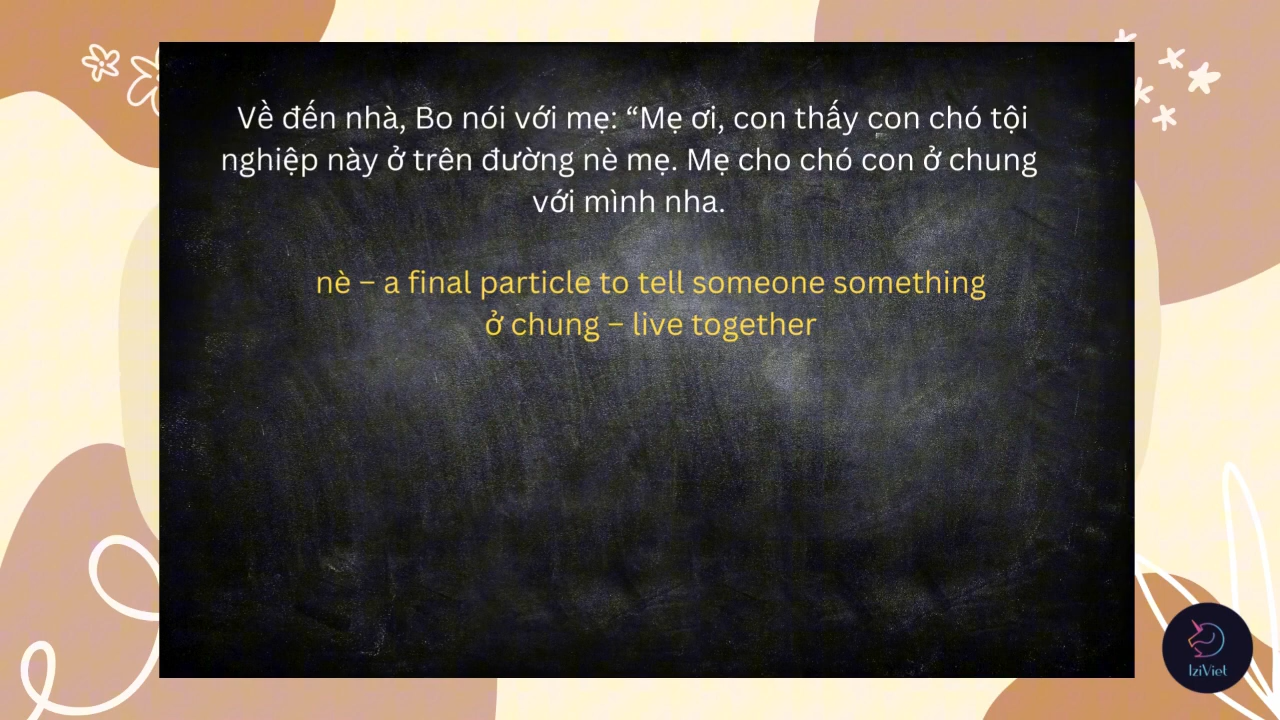 Về đến nhà, Bo nói với mẹ: “Mẹ ơi, con thấy con chó tội
nghiệp này ở trên đường nè mẹ. Mẹ cho chó con ở chung
với mình nha.
nè – a final particle to tell someone something
ở chung – live together
IziViet